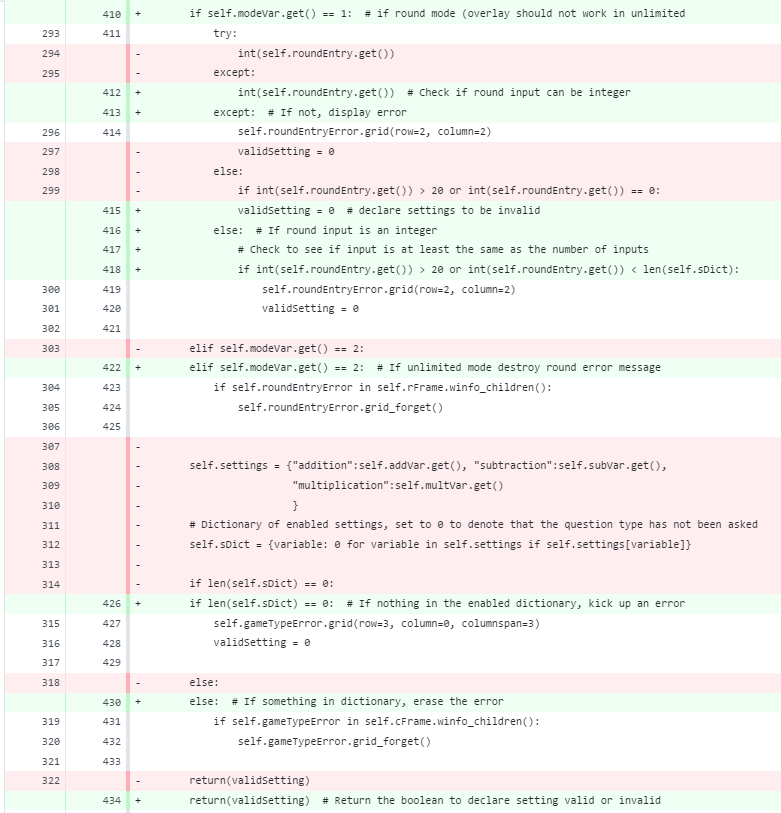 410 + if self.modeVar.get() == 1:  # if round mode (overlay should not work in unlimited
293 411 try:
294 - int(self.roundEntry.get())
295 - except:
412 + int(self.roundEntry.get())  # Check if round input can be integer
413 + except:  # If not, display error
296 414 self.roundEntryError.grid(row=2, column=2)
297 - validSetting = 0
298 - else:
299 - if int(self.roundEntry.get()) > 20 or int(self.roundEntry.get()) == 0:
415 + validSetting = 0  # declare settings to be invalid
416 + else:  # If round input is an integer
417 + # Check to see if input is at least the same as the number of inputs
418 + if int(self.roundEntry.get()) > 20 or int(self.roundEntry.get()) < len(self.sDict):
300 419 self.roundEntryError.grid(row=2, column=2)
301 420 validSetting = 0
302 421
303 - elif self.modeVar.get() == 2:
422 + elif self.modeVar.get() == 2:  # If unlimited mode destroy round error message
304 423 if self.roundEntryError in self.rFrame.winfo_children():
305 424 self.roundEntryError.grid_forget()
306 425
307 -
308 - self.settings = {"addition":self.addVar.get(), "subtraction":self.subVar.get(),
309 - "multiplication":self.multVar.get()
310 - }
311 - # Dictionary of enabled settings, set to 0 to denote that the question type has not been asked
312 - self.sDict = {variable: 0 for variable in self.settings if self.settings[variable]}
313 -
314 - if len(self.sDict) == 0:
426 + if len(self.sDict) == 0:  # If nothing in the enabled dictionary, kick up an error
315 427 self.gameTypeError.grid(row=3, column=0, columnspan=3)
316 428 validSetting = 0
317 429
318 - else:
430 + else:  # If something in dictionary, erase the error
319 431 if self.gameTypeError in self.cFrame.winfo_children():
320 432 self.gameTypeError.grid_forget()
321 433
322 - return(validSetting)
434 + return(validSetting)  # Return the boolean to declare setting valid or invalid